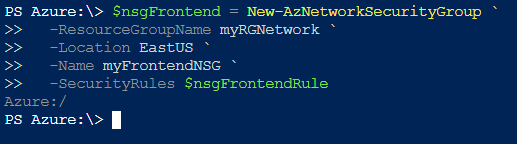 PS Azure:\> $nsgFrontend = New-AzNetworkSecurityGroup `
>>   -ResourceGroupName myRGNetwork `
>>   -Location EastUS `
>>   -Name myFrontendNSG `
>>   -SecurityRules $nsgFrontendRule
Azure:/
PS Azure:\>